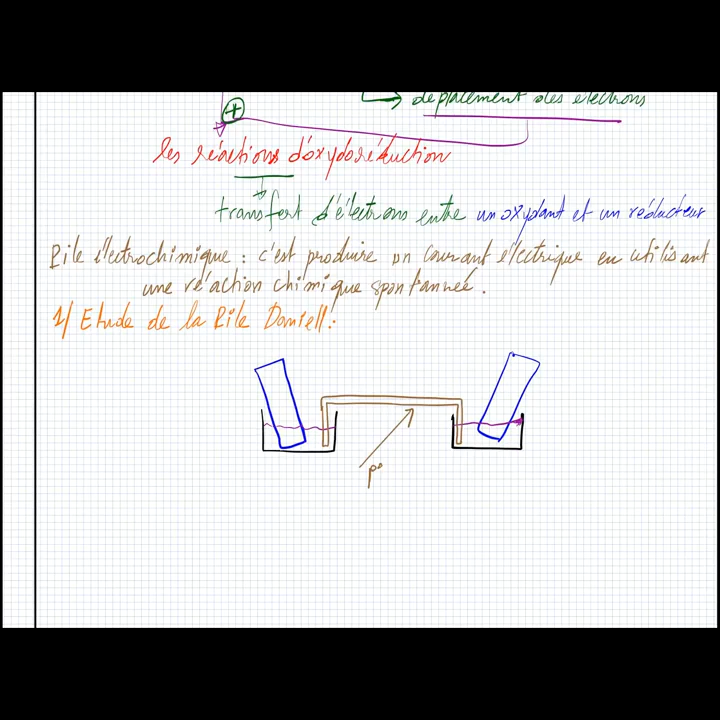 déplacement des électrons
+
les réactions d'oxydoréduction
transfert d'électrons entre un oxydant et un réducteur
Pile électrochimique : c'est produire un courant électrique en utilisant
une réaction chimique spontannée.
1/ Etude de la Pile Daniell :